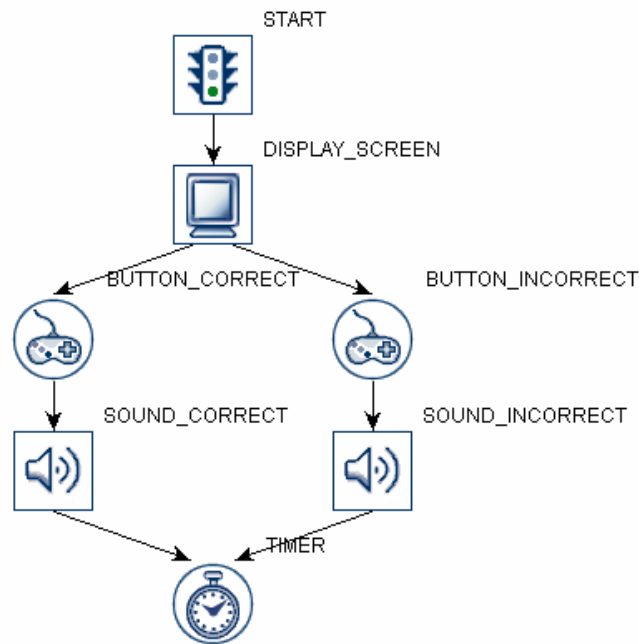 START
DISPLAY_SCREEN
BUTTON_CORRECT
BUTTON_INCORRECT
SOUND_CORRECT
SOUND_INCORRECT
TIMER